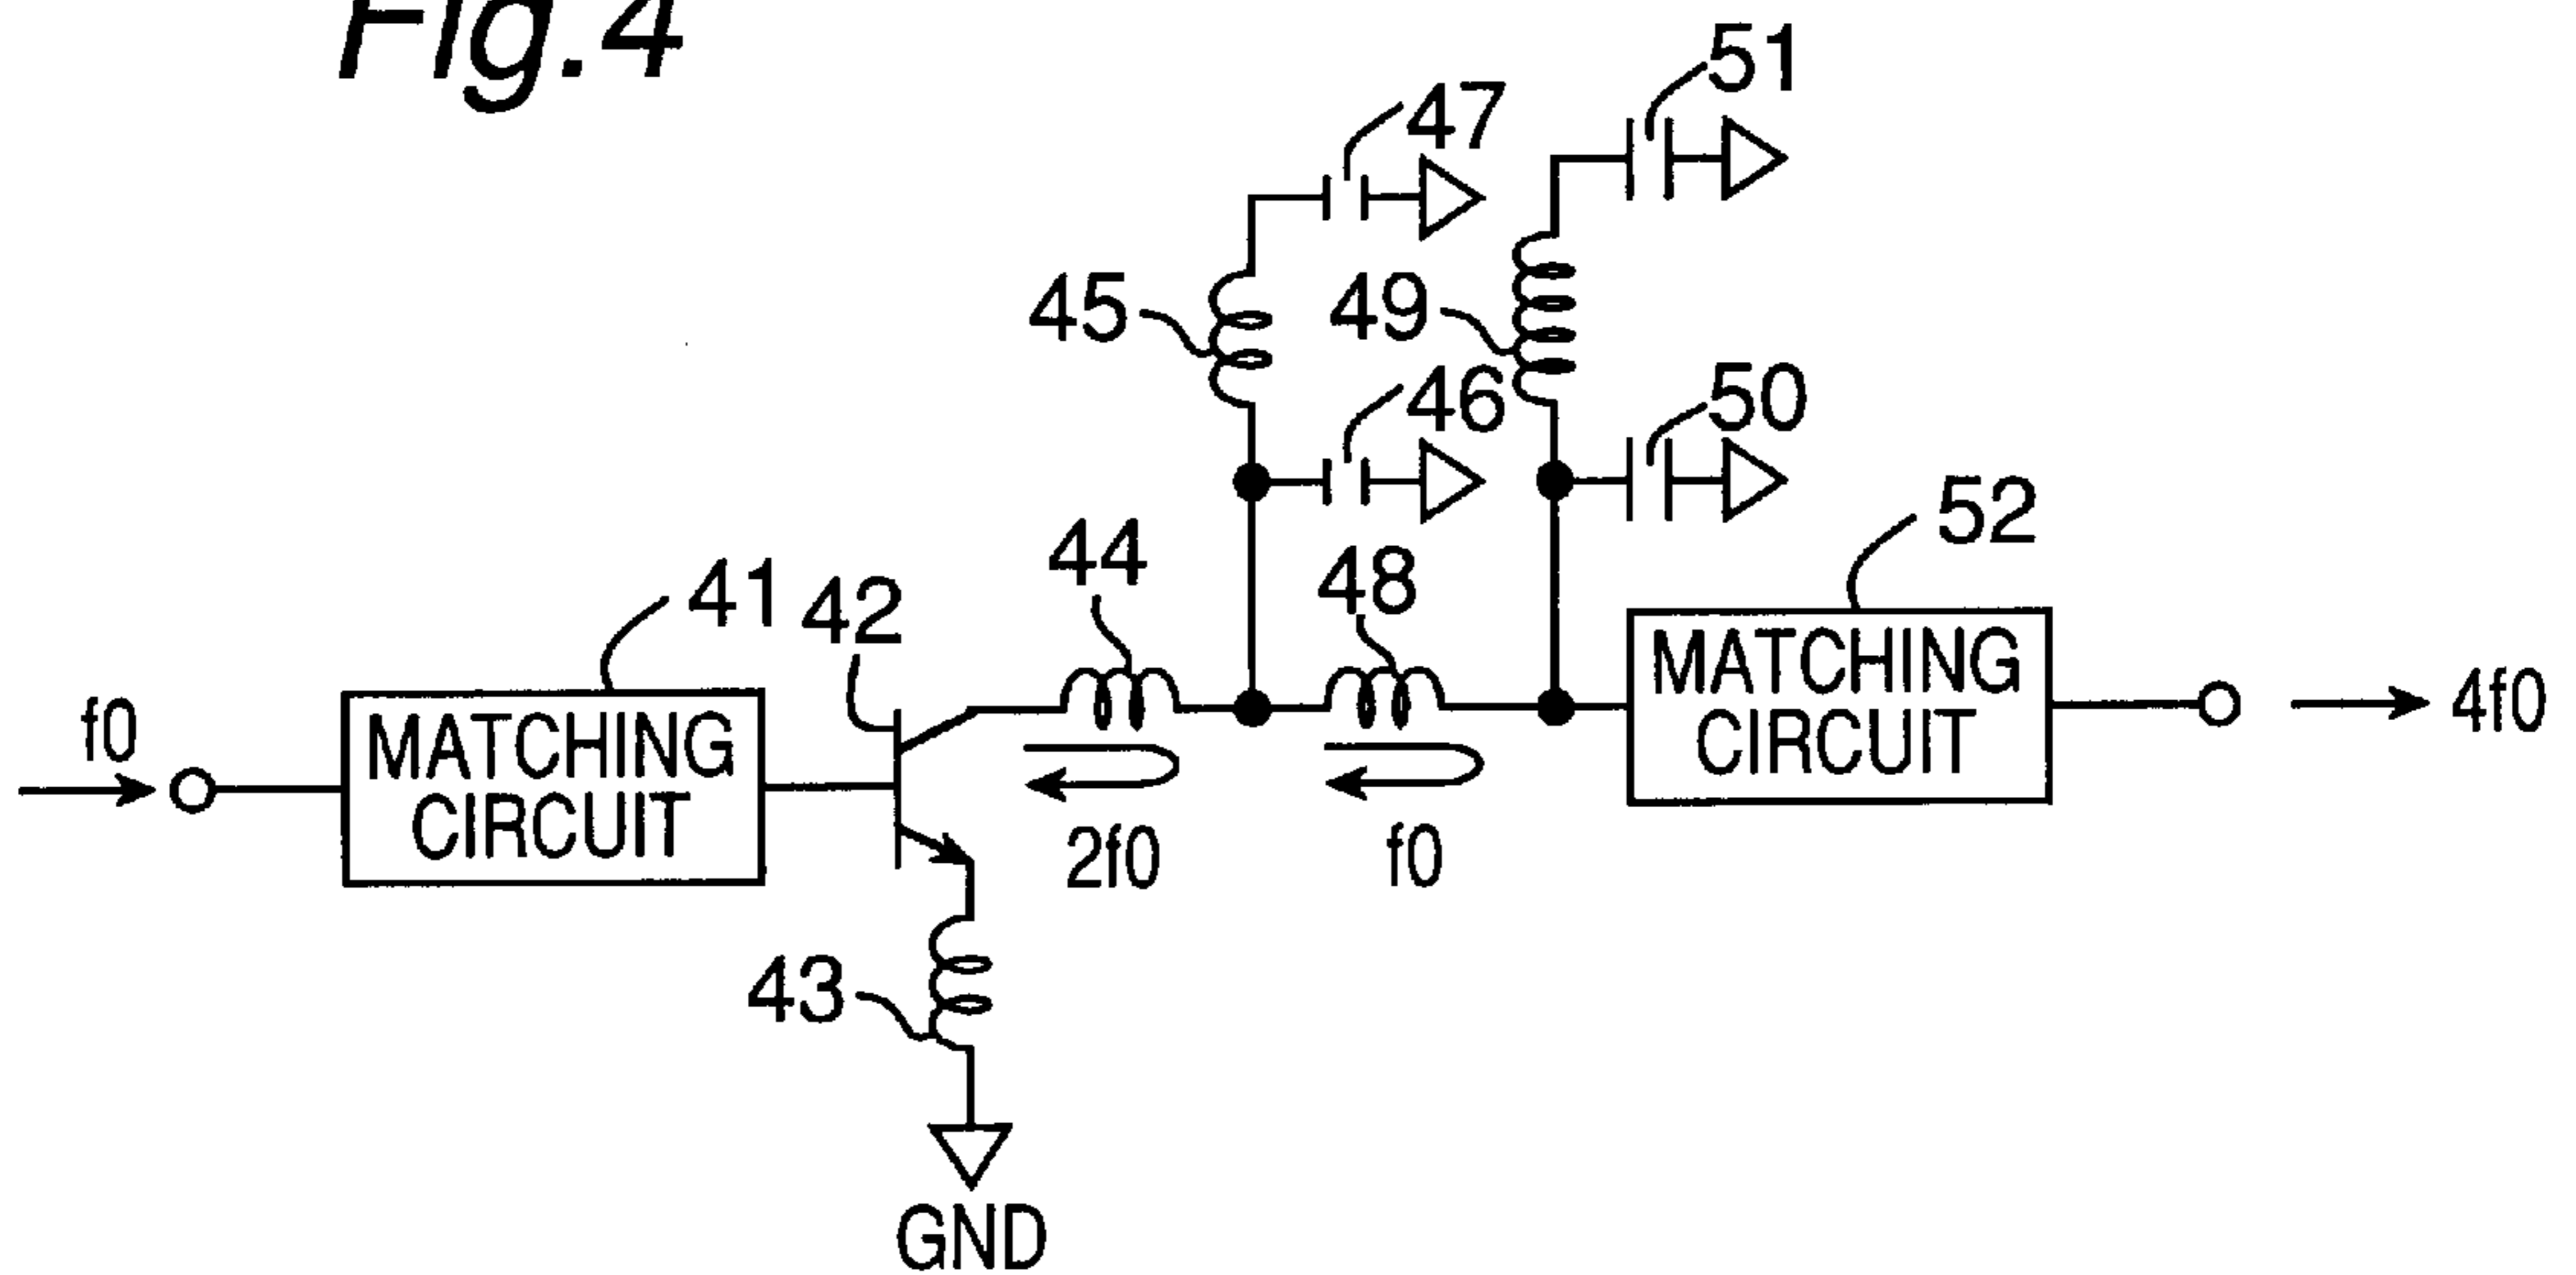 Fig.4
51
47
45
49
46
50
52
44
48
41
42
f0
MATCHING
CIRCUIT
MATCHING
CIRCUIT
4f0
2f0
f0
43
GND